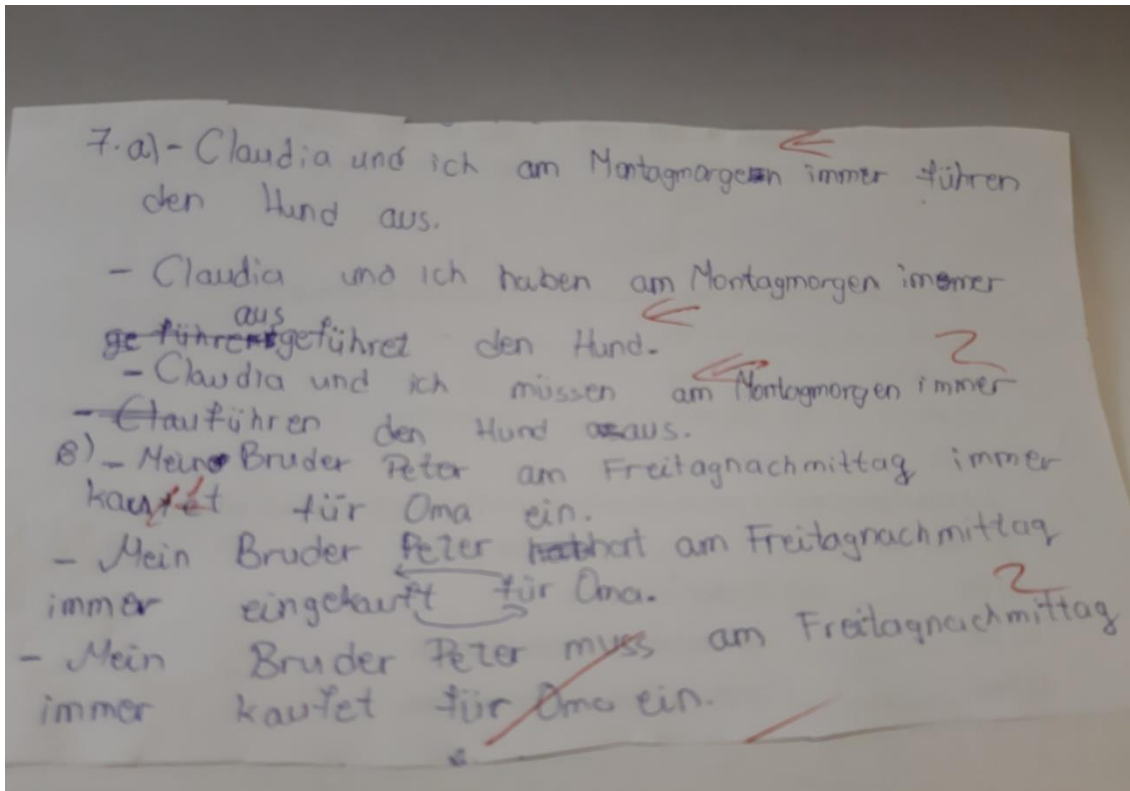 7.a) - Claudia und ich am Montagmorgen immer führen
den Hund aus.
- Claudia und ich haben am Montagmorgen immer
ausgeführet den Hund.
- Claudia und ich müssen am Montagmorgen immer
führen den Hund aus.
B) - Mein Bruder Peter am Freitagnachmittag immer
kaufet für Oma ein.
- Mein Bruder Peter hat am Freitagnachmittag
immer eingekauft für Oma.
- Mein Bruder Peter muss am Freitagnachmittag
immer kaufet für Oma ein.